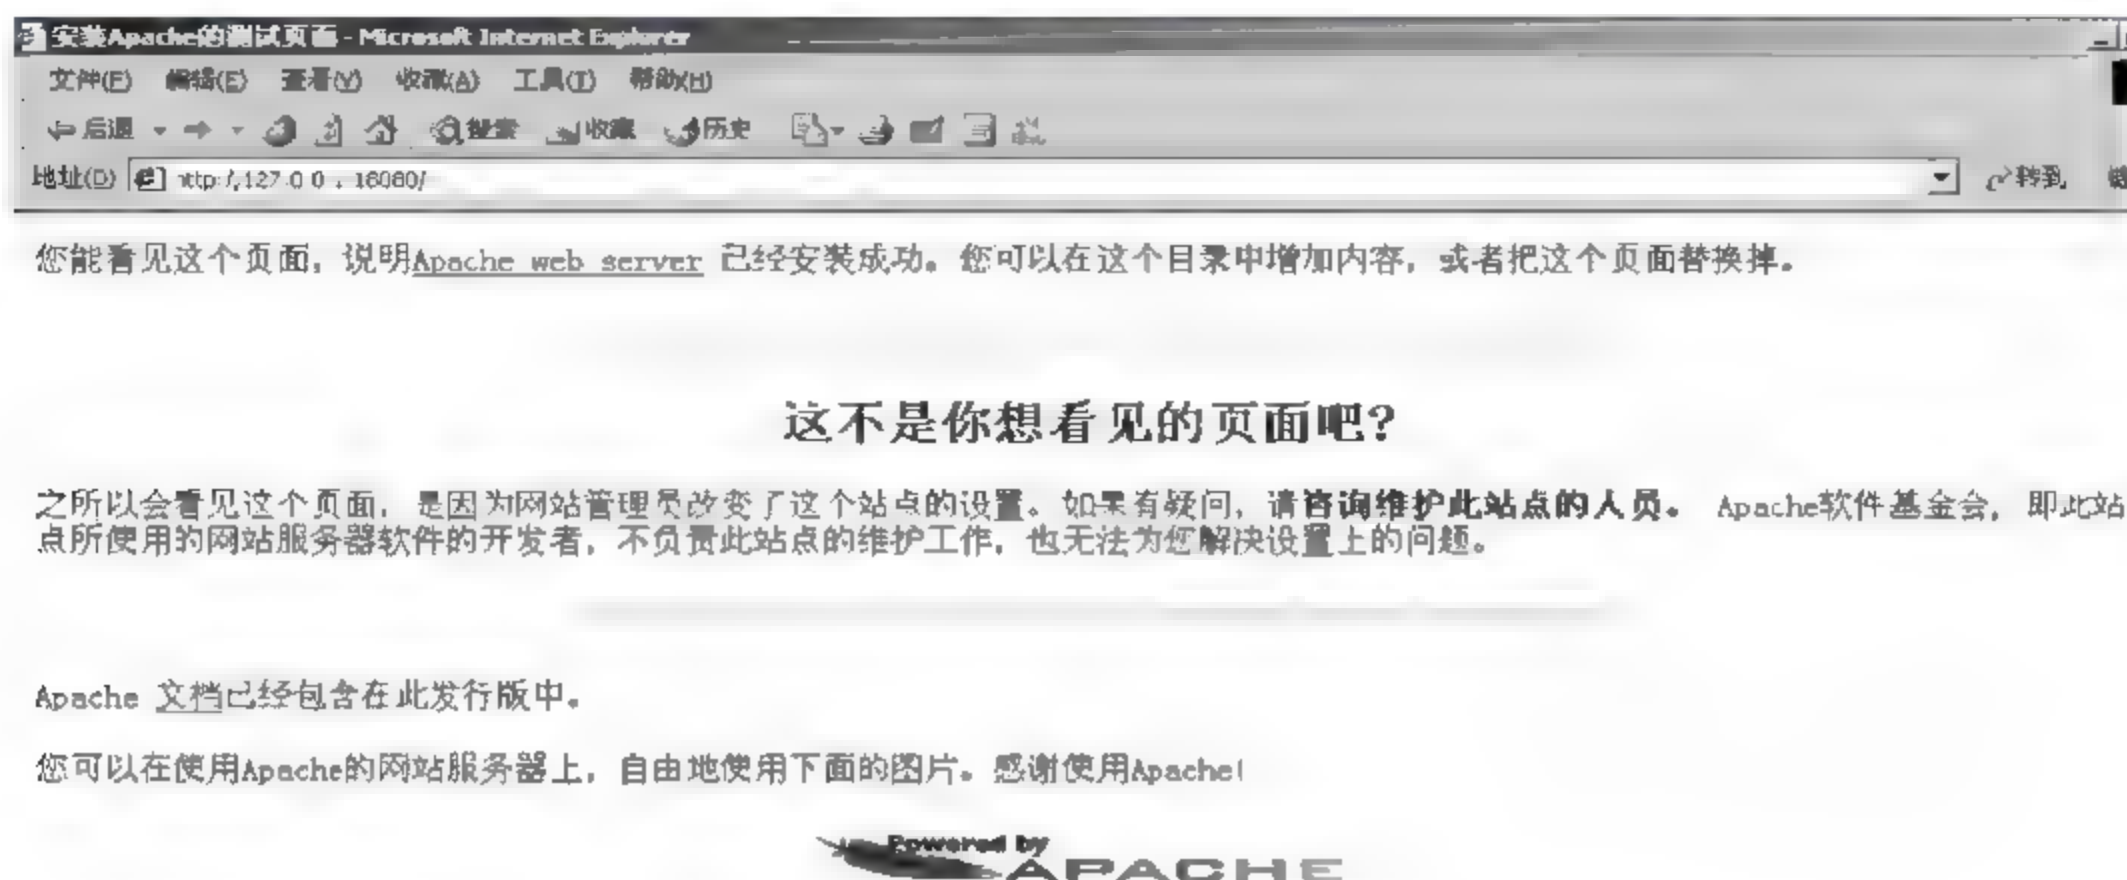 安装Apache的测试页面 - Microsoft Internet Explorer
文件(F) 编辑(E) 查看(V) 收藏(A) 工具(T) 帮助(H)
后退 搜索 收藏 历史
地址(D) 转到
您能看见这个页面，说明Apache web server 已经安装成功。您可以在这个目录中增加内容，或者把这个页面替换掉。
这不是你想看见的页面吧?
之所以会看见这个页面，是因为网站管理员改变了这个站点的设置。如果有疑问，请咨询维护此站点的人员。 Apache软件基金会，即此站
点所使用的网站服务器软件的开发者，不负责此站点的维护工作，也无法为您解决设置上的问题。
Apache 文档已经包含在此发行版中。
您可以在使用Apache的网站服务器上，自由地使用下面的图片。感谢使用Apache!
Powered by
APACHE